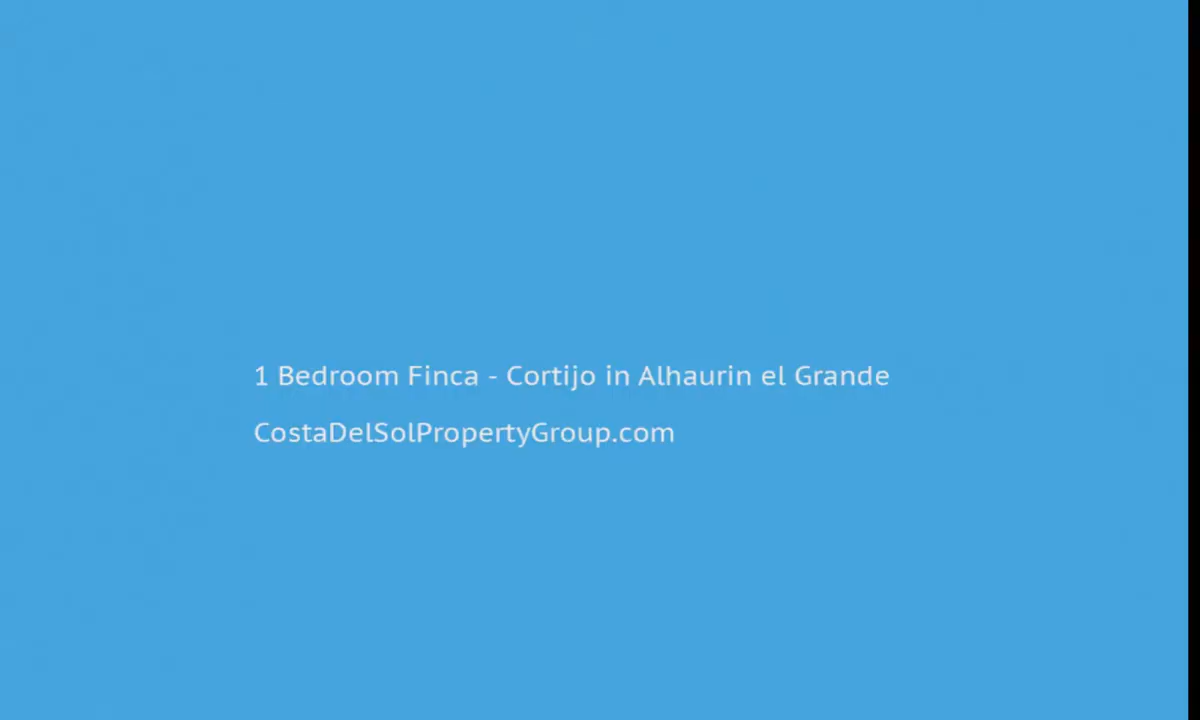 1 Bedroom Finca - Cortijo in Alhaurin el Grande
CostaDelSolPropertyGroup.com